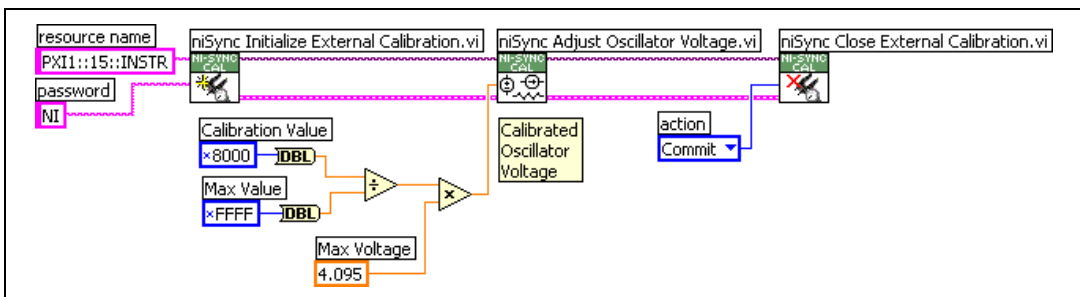 resource name
PXI1::15::INSTR
password
NI
niSync Initialize External Calibration.vi
NI-SYNC
CAL
niSync Adjust Oscillator Voltage.vi
NI-SYNC
CAL
niSync Close External Calibration.vi
NI-SYNC
CAL
Calibration Value
×8000
DBL
Max Value
×FFFF
DBL
÷
×
Max Voltage
4.095
Calibrated
Oscillator
Voltage
action
Commit